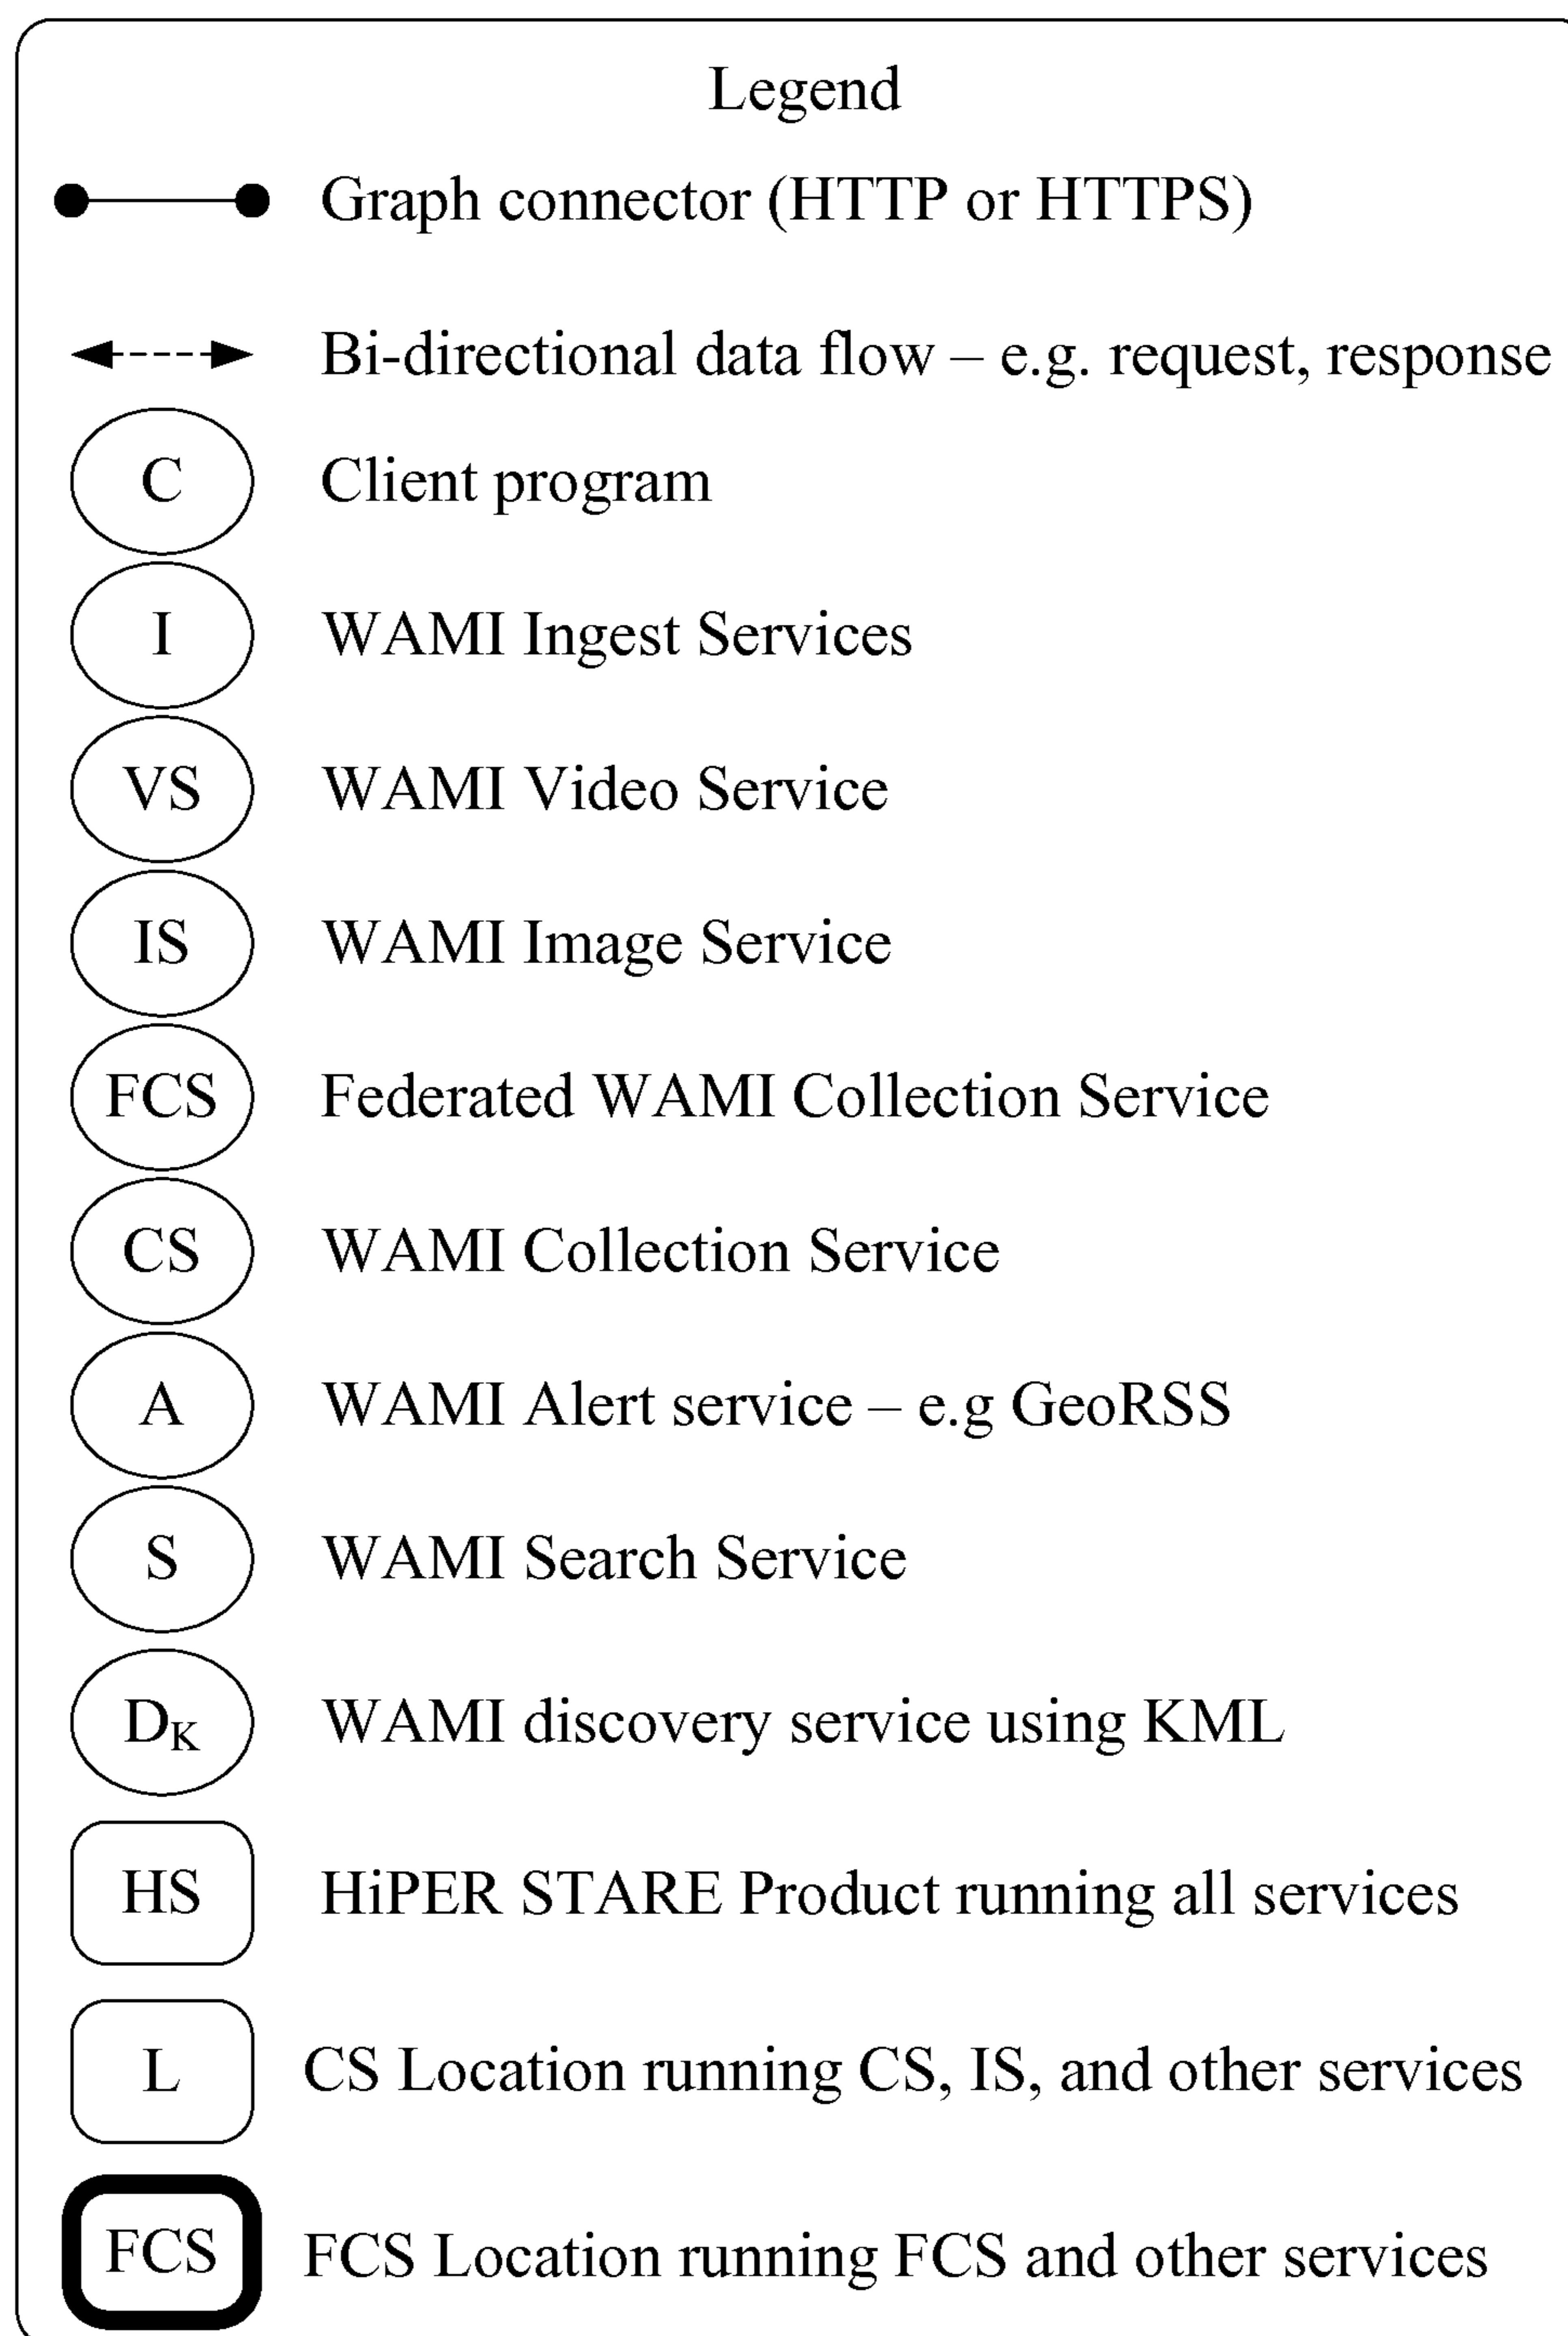 Legend
Graph connector (HTTP or HTTPS)
Bi-directional data flow – e.g. request, response
C Client program
I WAMI Ingest Services
VS WAMI Video Service
IS WAMI Image Service
FCS Federated WAMI Collection Service
CS WAMI Collection Service
A WAMI Alert service – e.g GeoRSS
S WAMI Search Service
DK WAMI discovery service using KML
HS HiPER STARE Product running all services
L CS Location running CS, IS, and other services
FCS FCS Location running FCS and other services